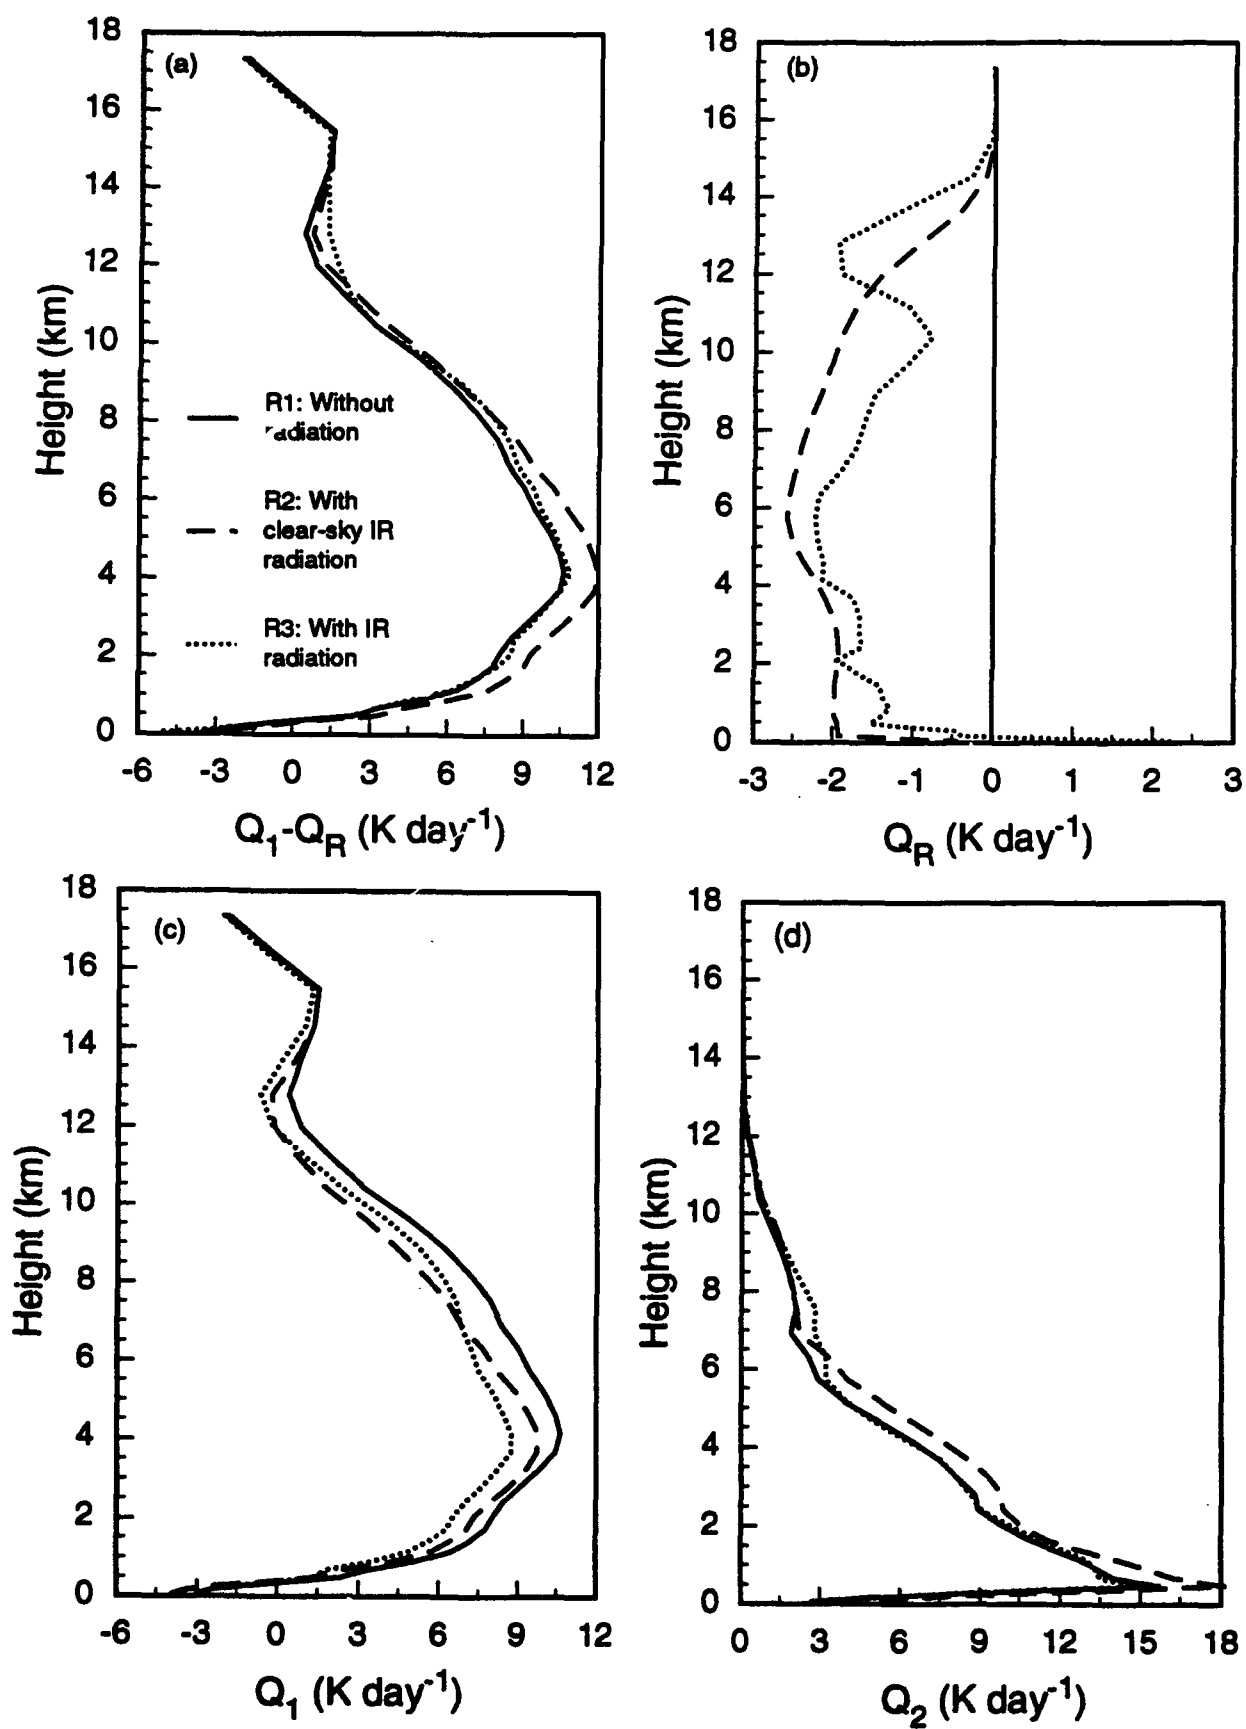 18
16
14
12
10
8
6
4
2
0
Height (km)
(a)
R1: Without
radiation
R2: With
clear-sky IR
radiation
R3: With IR
radiation
-6 -3 0 3 6 9 12
Q1-QR (K day-1)
18
16
14
12
10
8
6
4
2
0
Height (km)
(b)
-3 -2 -1 0 1 2 3
QR (K day-1)
18
16
14
12
10
8
6
4
2
0
Height (km)
(c)
-6 -3 0 3 6 9 12
Q1 (K day-1)
18
16
14
12
10
8
6
4
2
0
Height (km)
(d)
0 3 6 9 12 15 18
Q2 (K day-1)